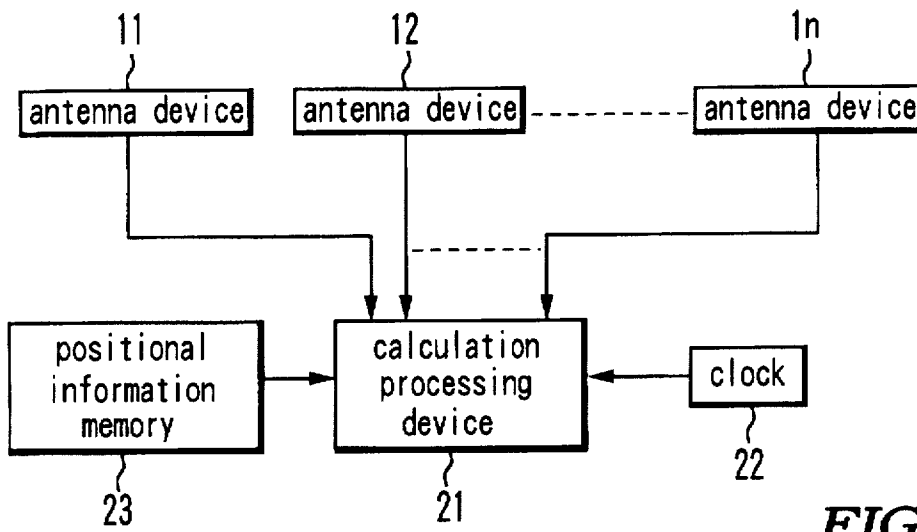 11
12
1n
antenna device
antenna device
antenna device
positional
information
memory
calculation
processing
device
clock
23
21
22
FIG